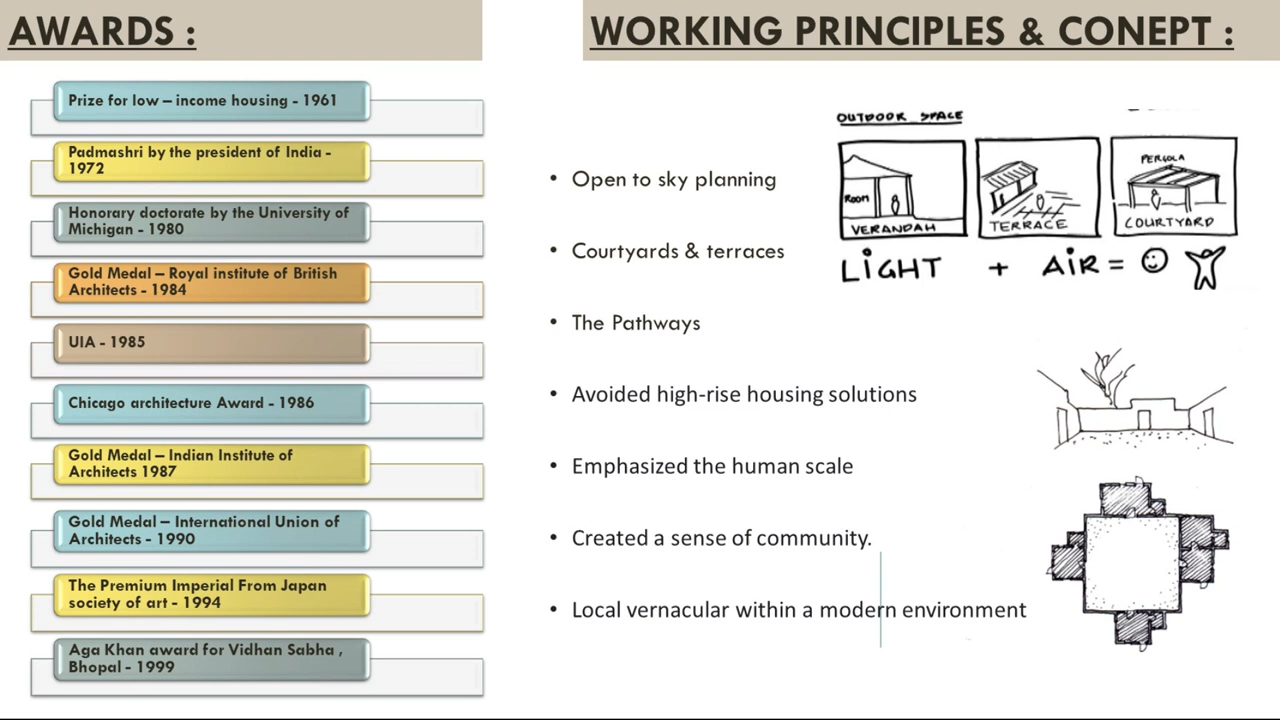 AWARDS :
Prize for low – income housing - 1961
Padmashri by the president of India -
1972
Honorary doctorate by the University of
Michigan - 1980
Gold Medal – Royal institute of British
Architects - 1984
UIA - 1985
Chicago architecture Award - 1986
Gold Medal – Indian Institute of
Architects 1987
Gold Medal – International Union of
Architects - 1990
The Premium Imperial From Japan
society of art - 1994
Aga Khan award for Vidhan Sabha ,
Bhopal - 1999
WORKING PRINCIPLES & CONEPT :
• Open to sky planning
• Courtyards & terraces
• The Pathways
• Avoided high-rise housing solutions
• Emphasized the human scale
• Created a sense of community.
• Local vernacular within a modern environment
OUTDOOR SPACE
ROOM
VERANDAH
TERRACE
PERGOLA
COURTYARD
LiGHT + AiR =